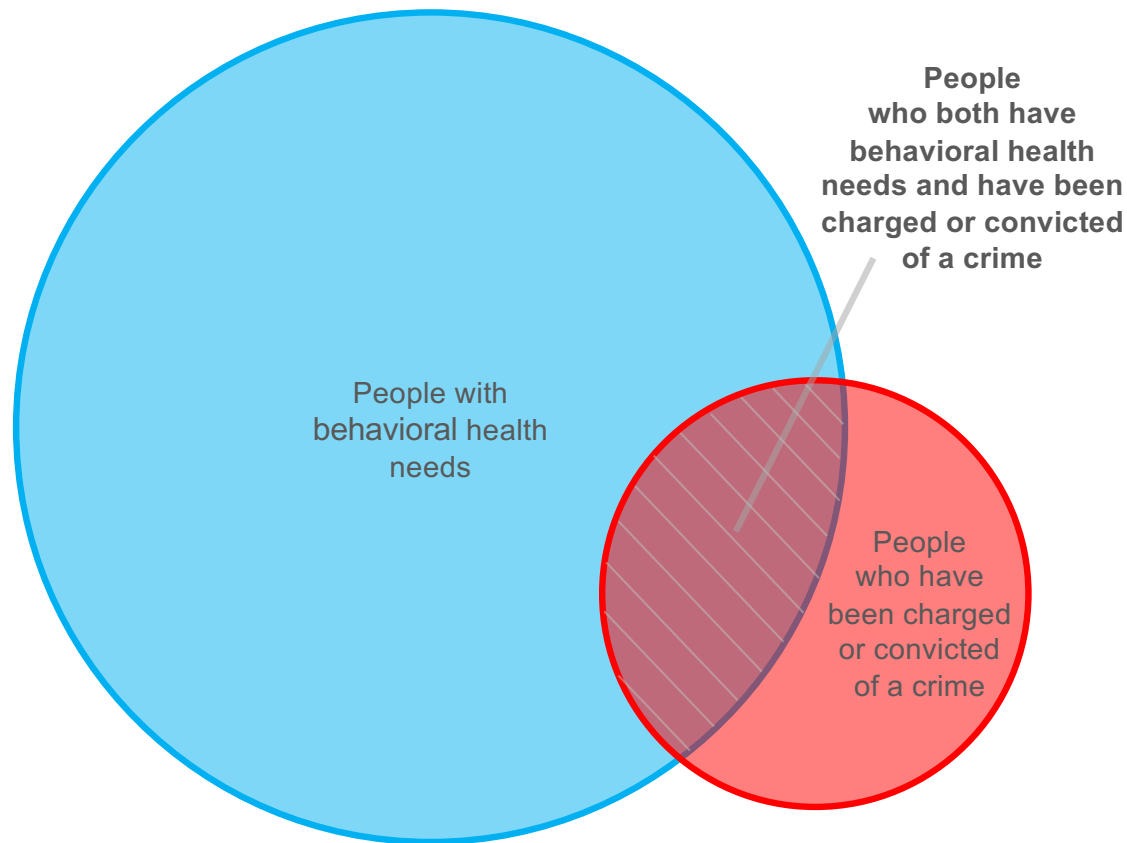 People
who both have
behavioral health
needs and have been
charged or convicted
of a crime
People with
behavioral health
needs
People
who have
been charged
or convicted
of a crime